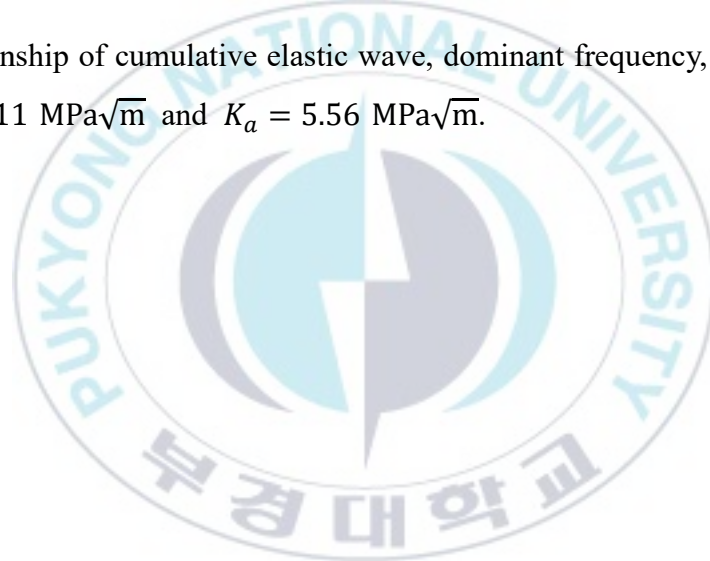 nship of cumulative elastic wave, dominant frequency,
11 MPa√m and K_a = 5.56 MPa√m.
PUKYONG NATIONAL UNIVERSITY
부경대학교